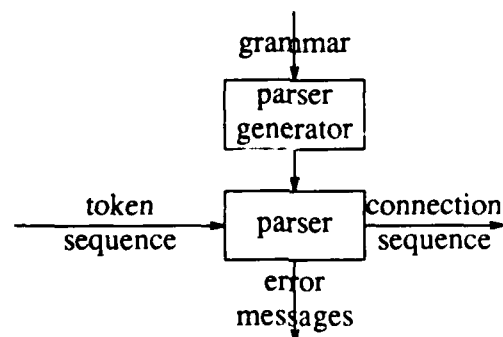 grammar
parser
generator
token
sequence
parser
connection
sequence
error
messages